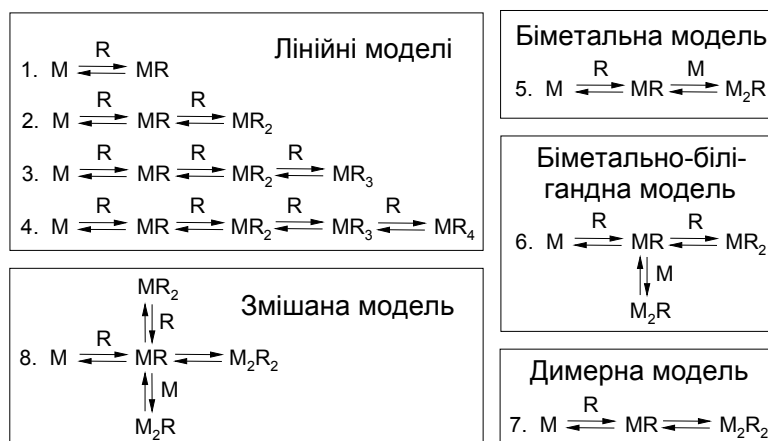 Лінійні моделі
R
1. M MR
R R
2. M MR MR₂
R R R
3. M MR MR₂ MR₃
R R R R
4. M MR MR₂ MR₃ MR₄
Біметальна модель
R M
5. M MR M₂R
Біметально-білі-
гандна модель
R R
6. M MR MR₂
M
M₂R
Змішана модель
MR₂
R
R
8. M MR M₂R₂
M
M₂R
Димерна модель
R
7. M MR M₂R₂